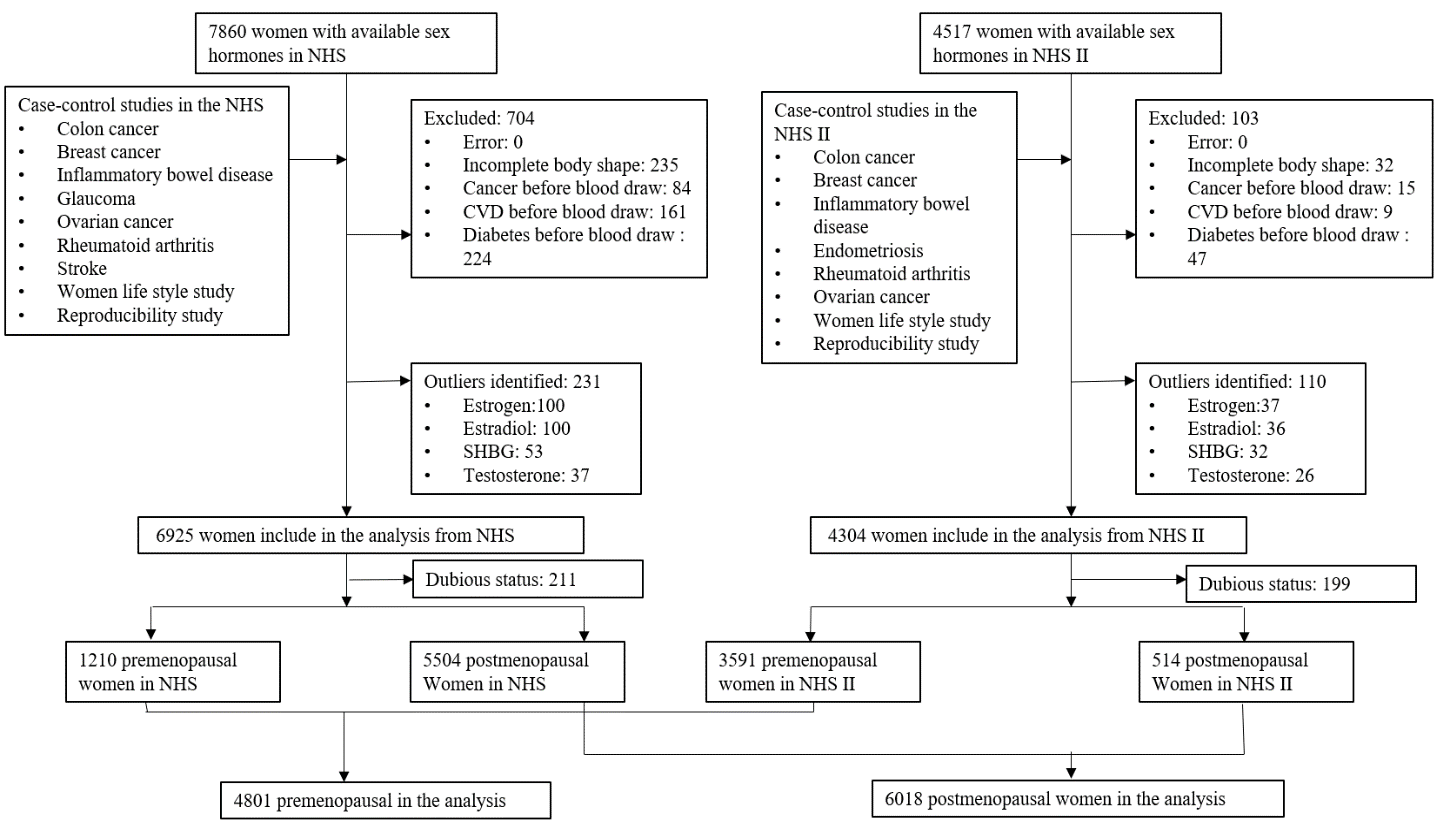 7860 women with available sex
hormones in NHS
4517 women with available sex
hormones in NHS II
Case-control studies in the NHS
• Colon cancer
• Breast cancer
• Inflammatory bowel disease
• Glaucoma
• Ovarian cancer
• Rheumatoid arthritis
• Stroke
• Women life style study
• Reproducibility study
Excluded: 704
• Error: 0
• Incomplete body shape: 235
• Cancer before blood draw: 84
• CVD before blood draw: 161
• Diabetes before blood draw :
224
Case-control studies in the
NHS II
• Colon cancer
• Breast cancer
• Inflammatory bowel
disease
• Endometriosis
• Rheumatoid arthritis
• Ovarian cancer
• Women life style study
• Reproducibility study
Excluded: 103
• Error: 0
• Incomplete body shape: 32
• Cancer before blood draw: 15
• CVD before blood draw: 9
• Diabetes before blood draw :
47
Outliers identified: 231
• Estrogen:100
• Estradiol: 100
• SHBG: 53
• Testosterone: 37
Outliers identified: 110
• Estrogen:37
• Estradiol: 36
• SHBG: 32
• Testosterone: 26
6925 women include in the analysis from NHS
4304 women include in the analysis from NHS II
Dubious status: 211
Dubious status: 199
1210 premenopausal
women in NHS
5504 postmenopausal
Women in NHS
3591 premenopausal
women in NHS II
514 postmenopausal
Women in NHS II
4801 premenopausal in the analysis
6018 postmenopausal women in the analysis